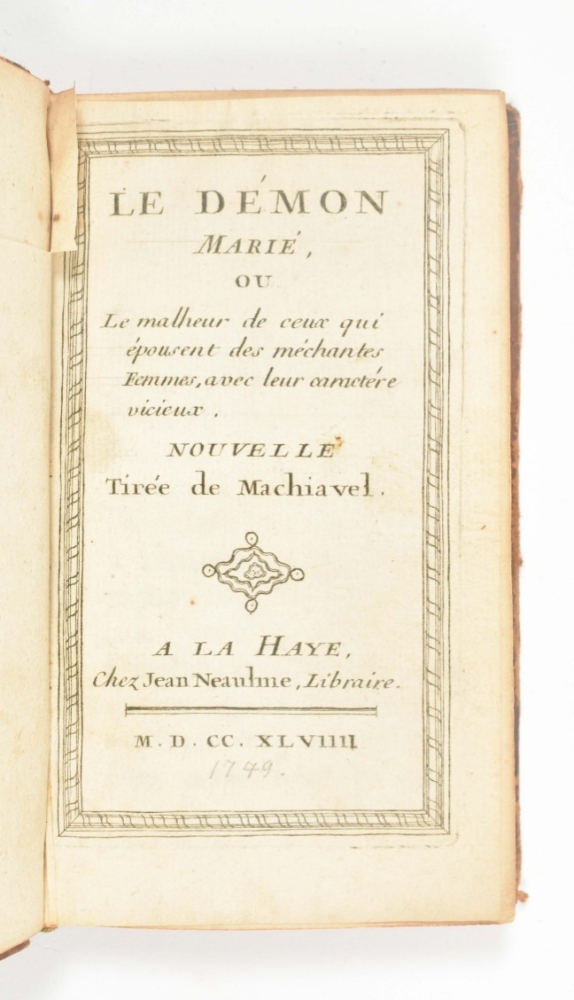 LE DÉMON
MARIÉ,
OU
Le malheur de ceux qui
épousent des méchantes
Femmes, avec leur caractére
vicieux.
NOUVELLE
Tirée de Machiavel.
A LA HAYE,
Chez Jean Neaulme, Libraire.
M. D. CC. XLVIIII
1749.